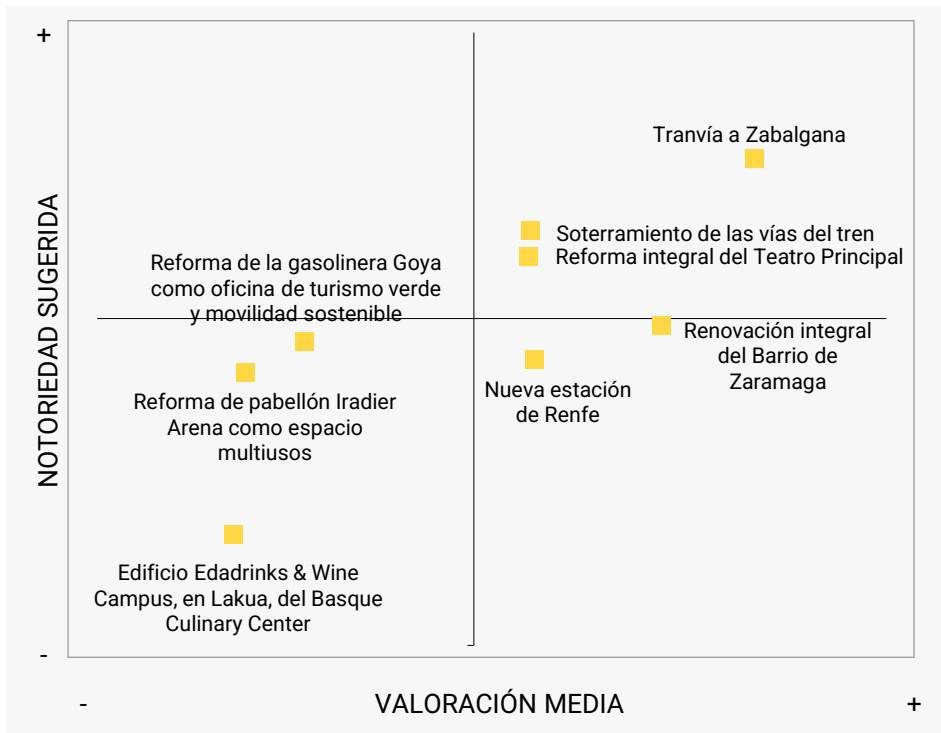 +
Tranvía a Zabalgana
Soterramiento de las vías del tren
Reforma integral del Teatro Principal
Reforma de la gasolinera Goya
como oficina de turismo verde
y movilidad sostenible
Renovación integral
del Barrio de
Zaramaga
Nueva estación
de Renfe
Reforma de pabellón Iradier
Arena como espacio
multiusos
Edificio Edadrinks & Wine
Campus, en Lakua, del Basque
Culinary Center
NOTORIEDAD SUGERIDA
-
-
VALORACIÓN MEDIA
+